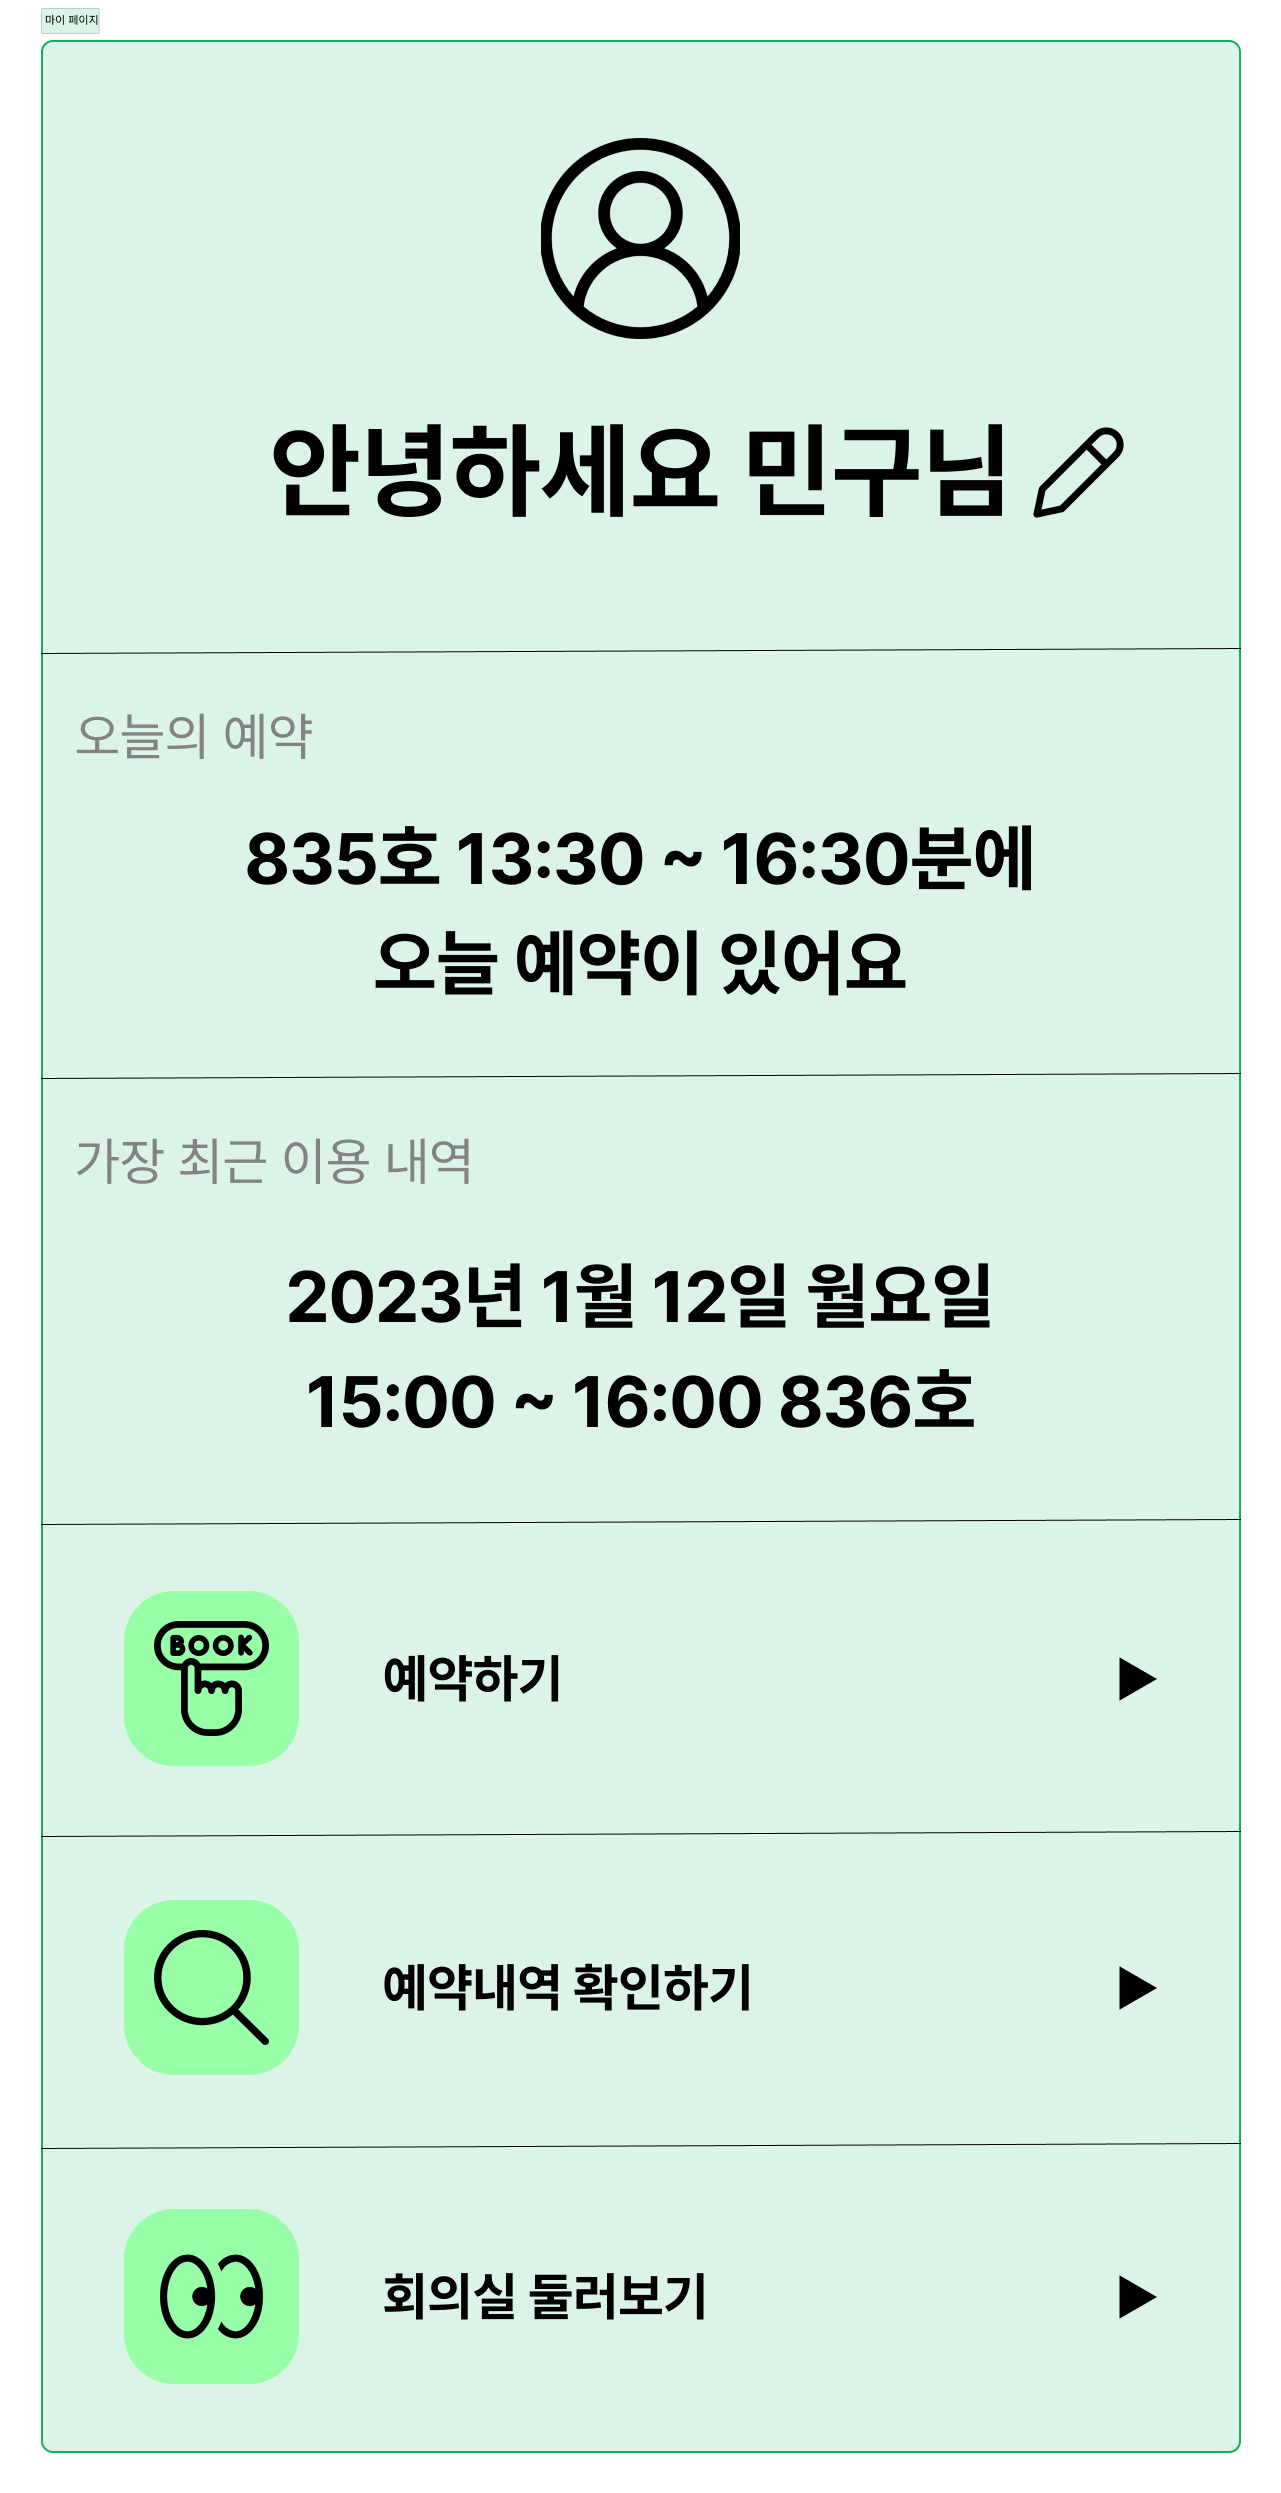 마이 페이지
안녕하세요 민구님
오늘의 예약
835호 13:30 ~ 16:30분에
오늘 예약이 있어요
가장 최근 이용 내역
2023년 1월 12일 월요일
15:00 ~ 16:00 836호
BOOK
예약하기
예약내역 확인하기
회의실 둘러보기